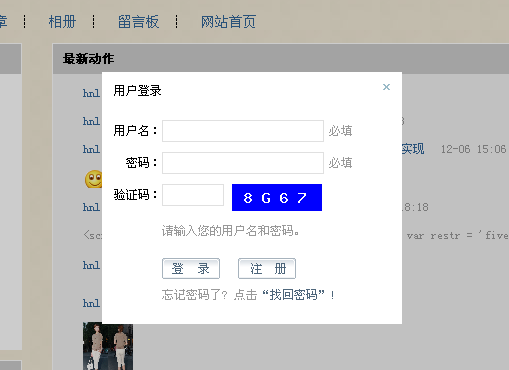 章 相册 留言板 网站首页
最新动作
用户登录 ×
hnl
用户名： 必填
hnl
hnl 实现 12-06 15:06
密码： 必填
验证码： 8G67
hnl 8:18
请输入您的用户名和密码。
<sc var restr = 'five
hnl
登 录 注 册
忘记密码了？点击“找回密码”！
hnl